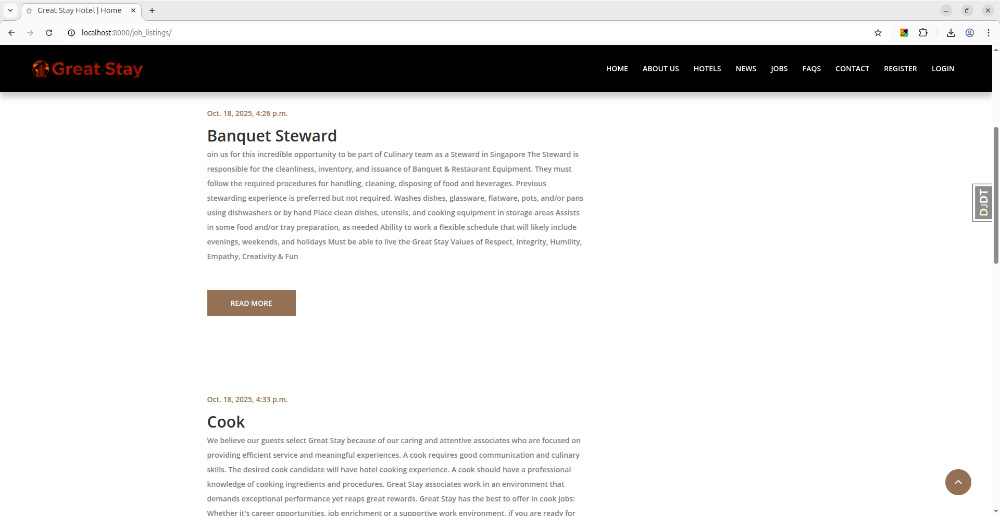 Great Stay Hotel | Home
localhost:8000/job_listings/
Great Stay
HOME ABOUT US HOTELS NEWS JOBS FAQS CONTACT REGISTER LOGIN
Oct. 18, 2025, 4:26 p.m.
Banquet Steward
oin us for this incredible opportunity to be part of Culinary team as a Steward in Singapore The Steward is
responsible for the cleanliness, inventory, and issuance of Banquet & Restaurant Equipment. They must
follow the required procedures for handling, cleaning, disposing of food and beverages. Previous
stewarding experience is preferred but not required. Washes dishes, glassware, flatware, pots, and/or pans
using dishwashers or by hand Place clean dishes, utensils, and cooking equipment in storage areas Assists
in some food and/or tray preparation, as needed Ability to work a flexible schedule that will likely include
evenings, weekends, and holidays Must be able to live the Great Stay Values of Respect, Integrity, Humility,
Empathy, Creativity & Fun
DJDT
READ MORE
Oct. 18, 2025, 4:33 p.m.
Cook
We believe our guests select Great Stay because of our caring and attentive associates who are focused on
providing efficient service and meaningful experiences. A cook requires good communication and culinary
skills. The desired cook candidate will have hotel cooking experience. A cook should have a professional
knowledge of cooking ingredients and procedures. Great Stay associates work in an environment that
demands exceptional performance yet reaps great rewards. Great Stay has the best to offer in cook jobs:
Whether it's career opportunities, job enrichment or a supportive work environment, if you are ready for